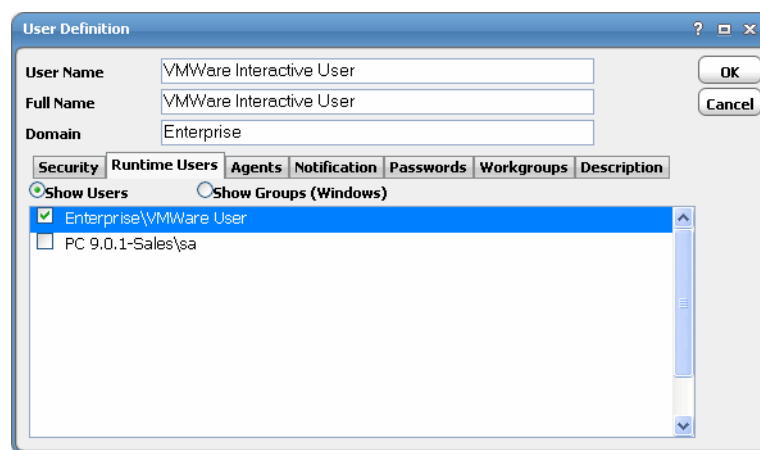 User Definition
User Name VMWare Interactive User OK
Full Name VMWare Interactive User Cancel
Domain Enterprise
Security Runtime Users Agents Notification Passwords Workgroups Description
Show Users Show Groups (Windows)
Enterprise\VMWare User
PC 9.0.1-Sales\sa